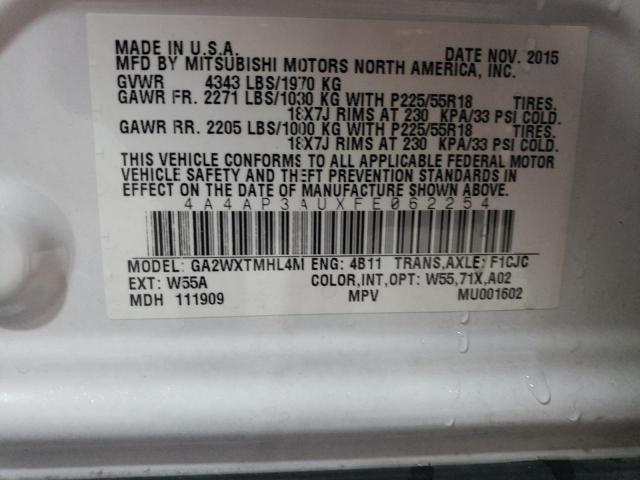 MADE IN U.S.A. DATE NOV. 2015
MFD BY MITSUBISHI MOTORS NORTH AMERICA, INC.
GVWR 4343 LBS/1970 KG
GAWR FR. 2271 LBS/1030 KG WITH P225/55R18 TIRES.
18X7J RIMS AT 230 KPA/33 PSI COLD.
GAWR RR. 2205 LBS/1000 KG WITH P225/55R18 TIRES.
18X7J RIMS AT 230 KPA/33 PSI COLD.
THIS VEHICLE CONFORMS TO ALL APPLICABLE FEDERAL MOTOR
VEHICLE SAFETY AND THEFT PREVENTION STANDARDS IN
EFFECT ON THE DATE OF MANUFACTURE SHOWN ABOVE.
4A4AP3AUXFE062254
MODEL: GA2WXTMHL4M ENG: 4B11 TRANS,AXLE: F1CJC
EXT: W55A COLOR,INT,OPT: W55,71X,A02
MDH 111909 MPV MU001602